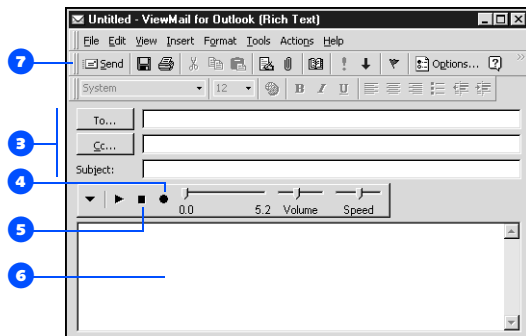 Untitled - ViewMail for Outlook (Rich Text)
File Edit View Insert Format Tools Actions Help
7 Send Options...
System 12 B I U
To...
3
Cc...
Subject:
4
0.0 5.2 Volume Speed
5
6